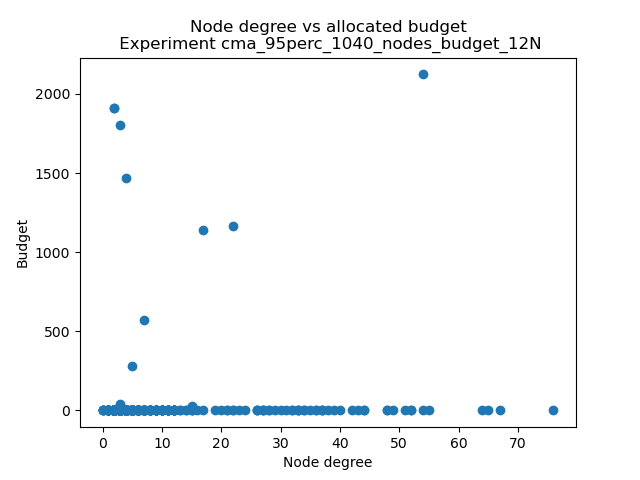 Node degree vs allocated budget
Experiment cma_95perc_1040_nodes_budget_12N
2000
1500
1000
500
0
Budget
0 10 20 30 40 50 60 70
Node degree